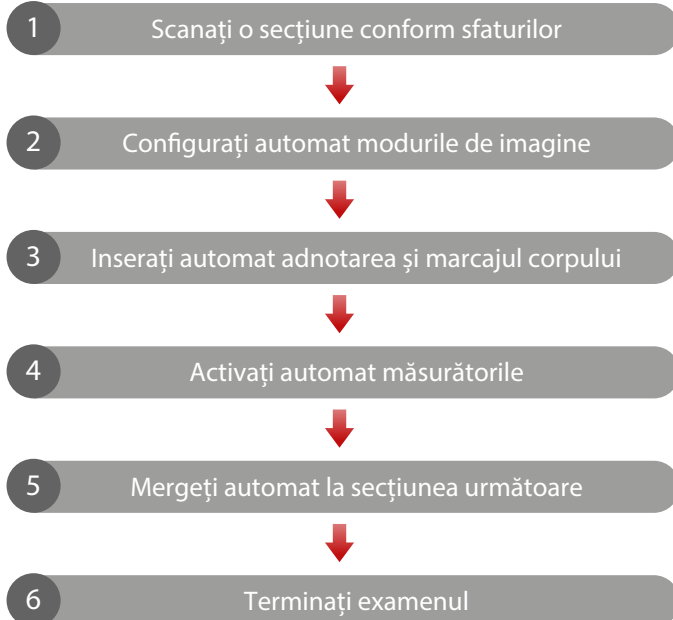 1 Scanați o secțiune conform sfaturilor
2 Configurați automat modurile de imagine
3 Inserați automat adnotarea și marcajul corpului
4 Activați automat măsurătorile
5 Mergeți automat la secțiunea următoare
6 Terminați examenul